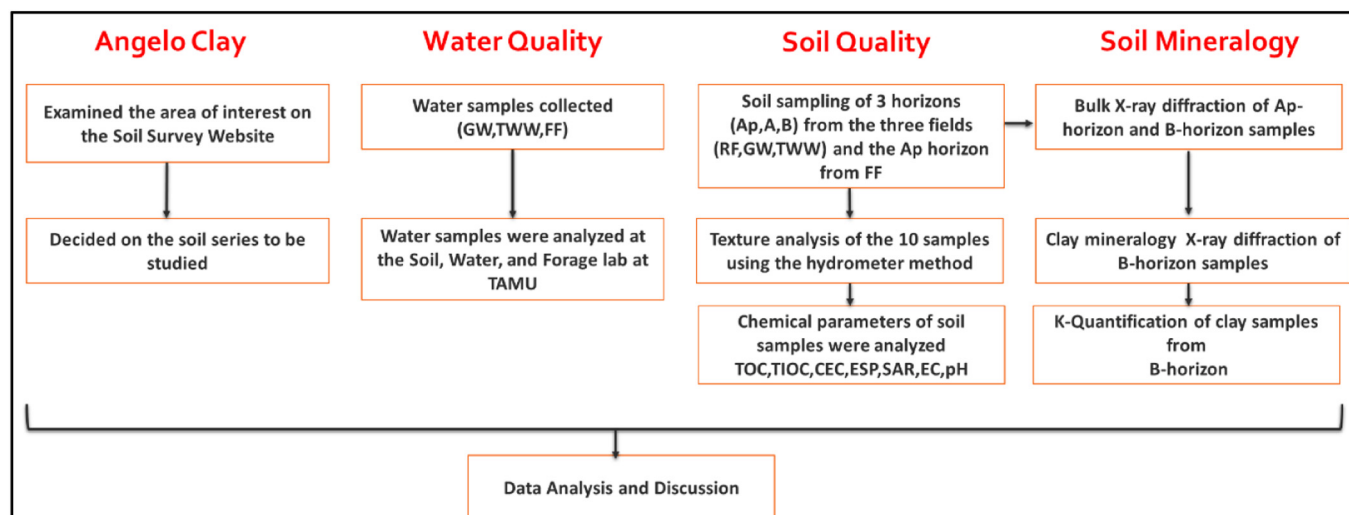 Angelo Clay
Examined the area of interest on
the Soil Survey Website
Decided on the soil series to be
studied
Water Quality
Water samples collected
(GW,TWW,FF)
Water samples were analyzed at
the Soil, Water, and Forage lab at
TAMU
Soil Quality
Soil sampling of 3 horizons
(Ap,A,B) from the three fields
(RF,GW,TWW) and the Ap horizon
from FF
Texture analysis of the 10 samples
using the hydrometer method
Chemical parameters of soil
samples were analyzed
TOC,TIOC,CEC,ESP,SAR,EC,pH
Soil Mineralogy
Bulk X-ray diffraction of Ap-
horizon and B-horizon samples
Clay mineralogy X-ray diffraction of
B-horizon samples
K-Quantification of clay samples
from
B-horizon
Data Analysis and Discussion